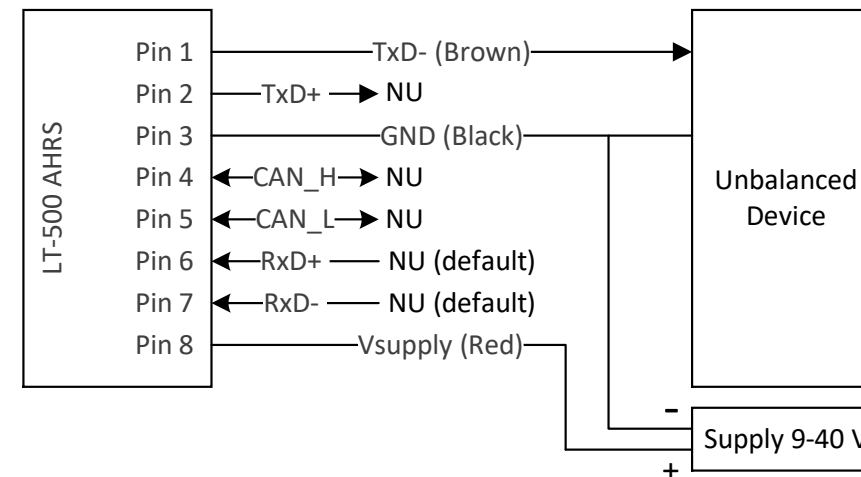 LT-500 AHRS
Pin 1 TxD- (Brown)
Pin 2 TxD+ NU
Pin 3 GND (Black)
Pin 4 CAN_H NU
Pin 5 CAN_L NU
Pin 6 RxD+ NU (default)
Pin 7 RxD- NU (default)
Pin 8 Vsupply (Red)
Unbalanced
Device
-
Supply 9-40 V
+